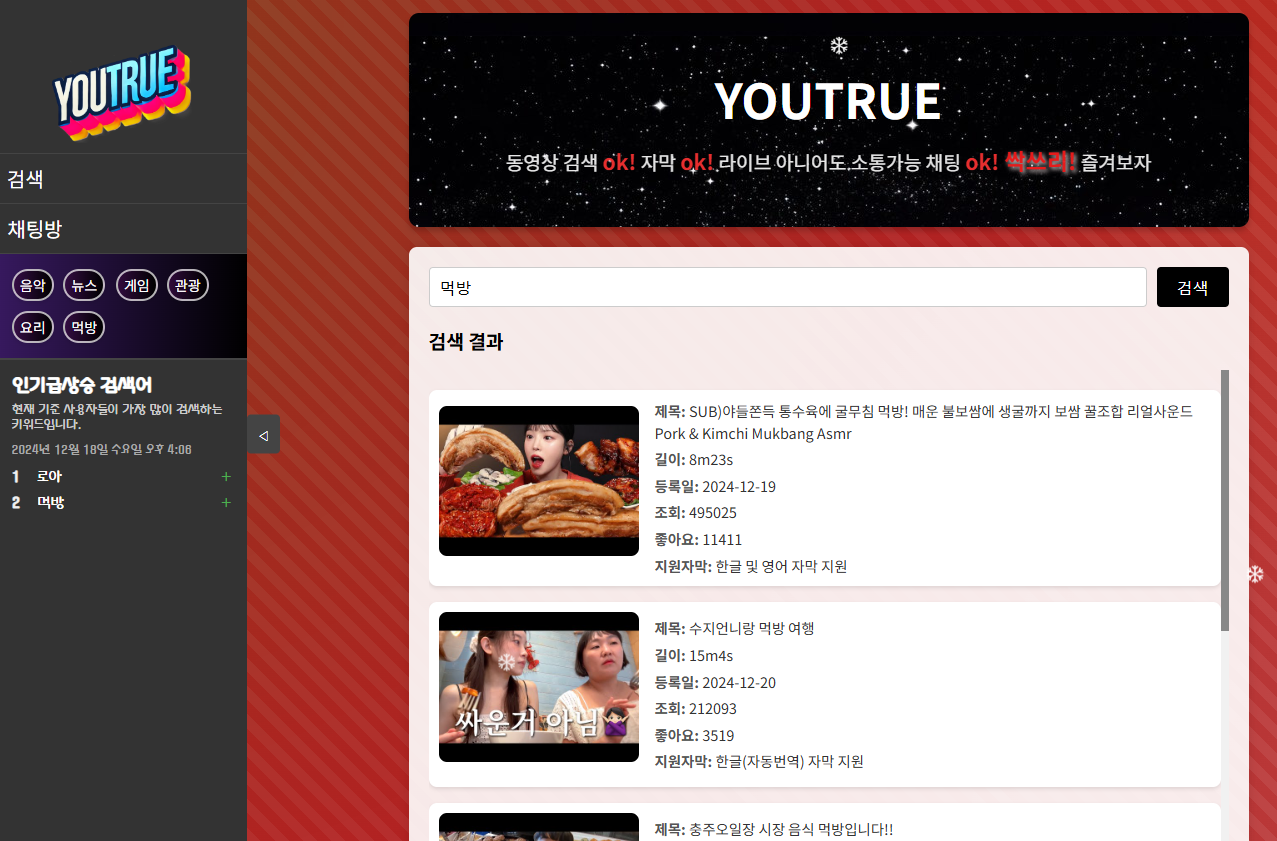 YOUTRUE
검색
채팅방
음악 뉴스 게임 관광
요리 먹방
인기급상승 검색어
현재 기준 사용자들이 가장 많이 검색하는
키워드입니다.
2024년 12월 18일 수요일 오후 4:06
1 로아 +
2 먹방 +
YOUTRUE
동영상 검색 ok! 자막 ok! 라이브 아니어도 소통가능 채팅 ok! 싹쓰리! 즐겨보자
먹방
검색
검색 결과
제목: SUB)야들쫀득 통수육에 굴무침 먹방! 매운 불보쌈에 생굴까지 보쌈 꿀조합 리얼사운드
Pork & Kimchi Mukbang Asmr
길이: 8m23s
등록일: 2024-12-19
조회: 495025
좋아요: 11411
지원자막: 한글 및 영어 자막 지원
싸운거 아님
제목: 수지언니랑 먹방 여행
길이: 15m4s
등록일: 2024-12-20
조회: 212093
좋아요: 3519
지원자막: 한글(자동번역) 자막 지원
제목: 충주오일장 시장 음식 먹방입니다!!